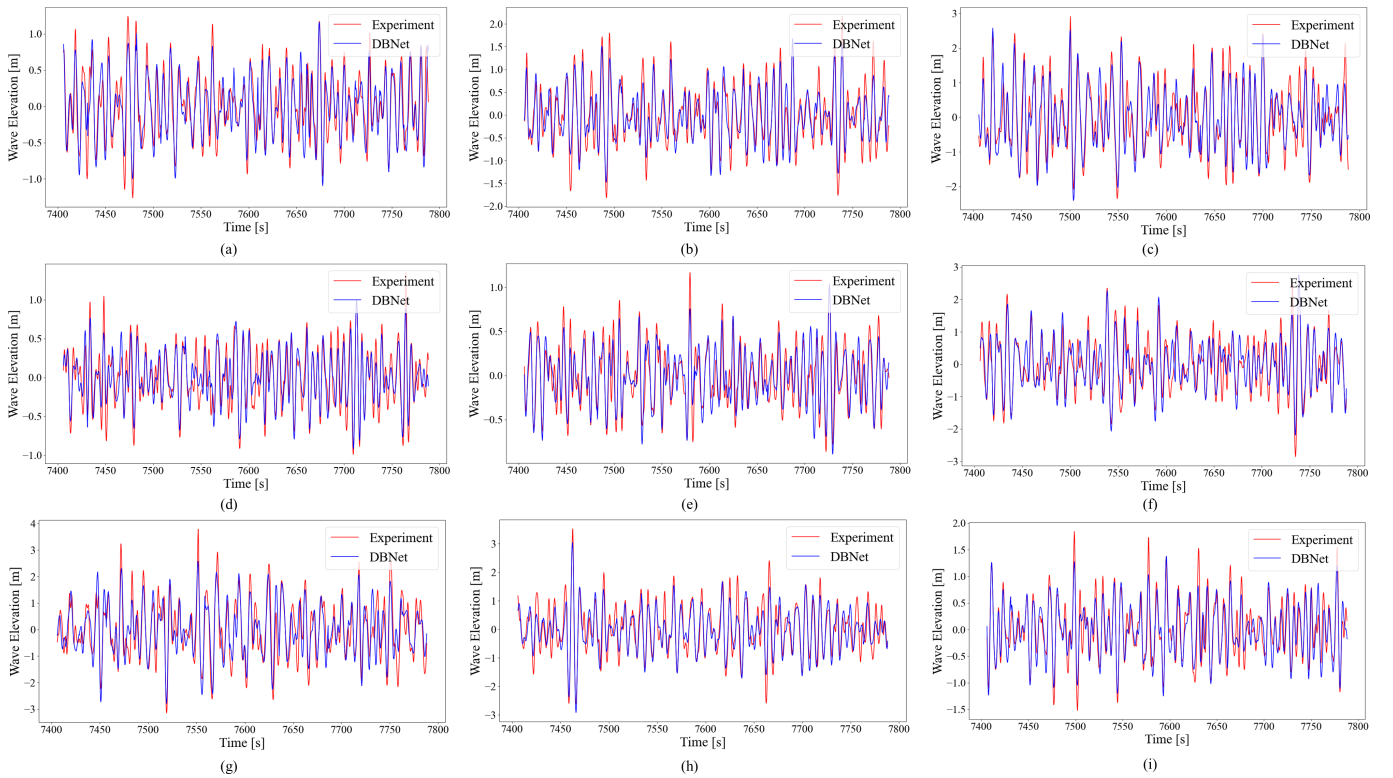 Experiment
DBNet
Wave Elevation [m]
1.0
0.5
0.0
−0.5
−1.0
7400 7450 7500 7550 7600 7650 7700 7750 7800
Time [s]
(a)
Experiment
DBNet
Wave Elevation [m]
2.0
1.5
1.0
0.5
0.0
−0.5
−1.0
−1.5
−2.0
7400 7450 7500 7550 7600 7650 7700 7750 7800
Time [s]
(b)
Experiment
DBNet
Wave Elevation [m]
3
2
1
0
−1
−2
7400 7450 7500 7550 7600 7650 7700 7750 7800
Time [s]
(c)
Experiment
DBNet
Wave Elevation [m]
1.0
0.5
0.0
−0.5
−1.0
7400 7450 7500 7550 7600 7650 7700 7750 7800
Time [s]
(d)
Experiment
DBNet
Wave Elevation [m]
1.0
0.5
0.0
−0.5
7400 7450 7500 7550 7600 7650 7700 7750 7800
Time [s]
(e)
Experiment
DBNet
Wave Elevation [m]
3
2
1
0
−1
−2
−3
7400 7450 7500 7550 7600 7650 7700 7750 7800
Time [s]
(f)
Experiment
DBNet
Wave Elevation [m]
4
3
2
1
0
−1
−2
−3
7400 7450 7500 7550 7600 7650 7700 7750 7800
Time [s]
(g)
Experiment
DBNet
Wave Elevation [m]
3
2
1
0
−1
−2
−3
7400 7450 7500 7550 7600 7650 7700 7750 7800
Time [s]
(h)
Experiment
DBNet
Wave Elevation [m]
2.0
1.5
1.0
0.5
0.0
−0.5
−1.0
−1.5
7400 7450 7500 7550 7600 7650 7700 7750 7800
Time [s]
(i)